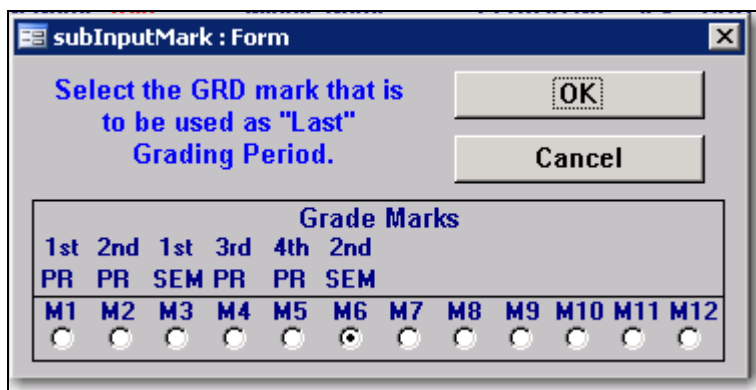 subInputMark : Form
Select the GRD mark that is
to be used as "Last"
Grading Period.
OK
Cancel
Grade Marks
1st 2nd 1st 3rd 4th 2nd
PR PR SEM PR PR SEM
M1 M2 M3 M4 M5 M6 M7 M8 M9 M10 M11 M12